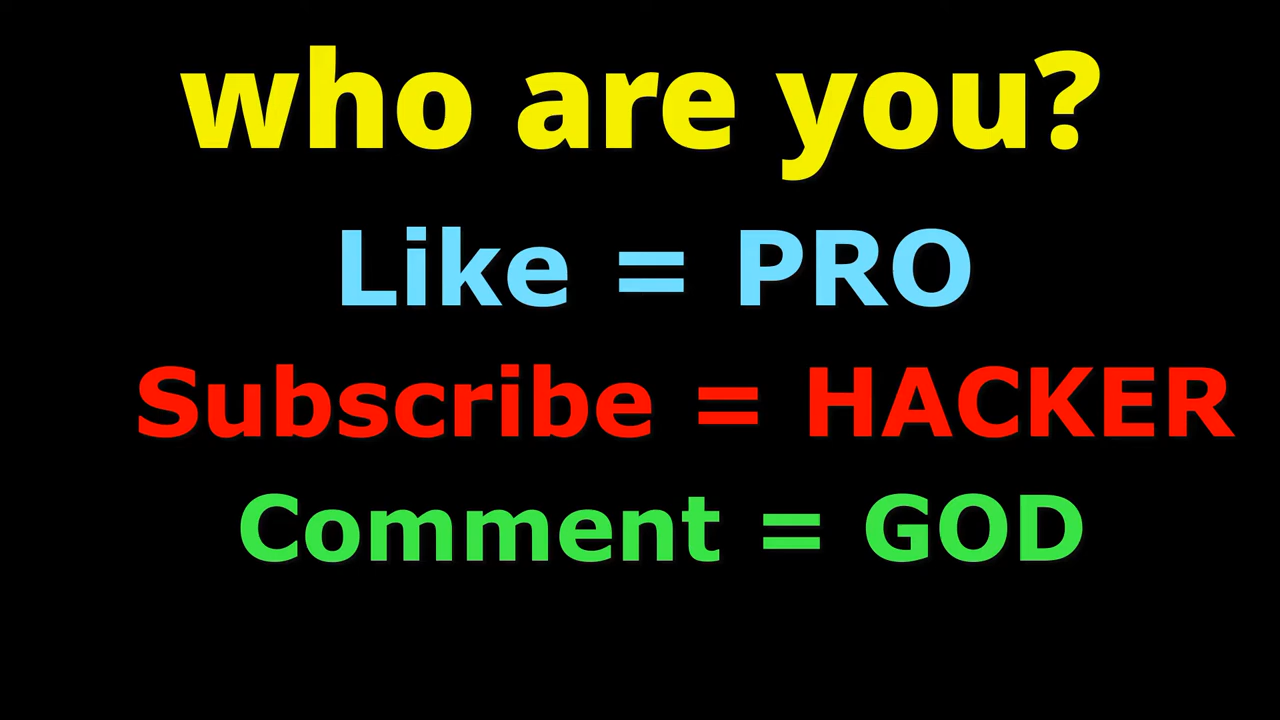 who are you?
Like = PRO
Subscribe = HACKER
Comment = GOD